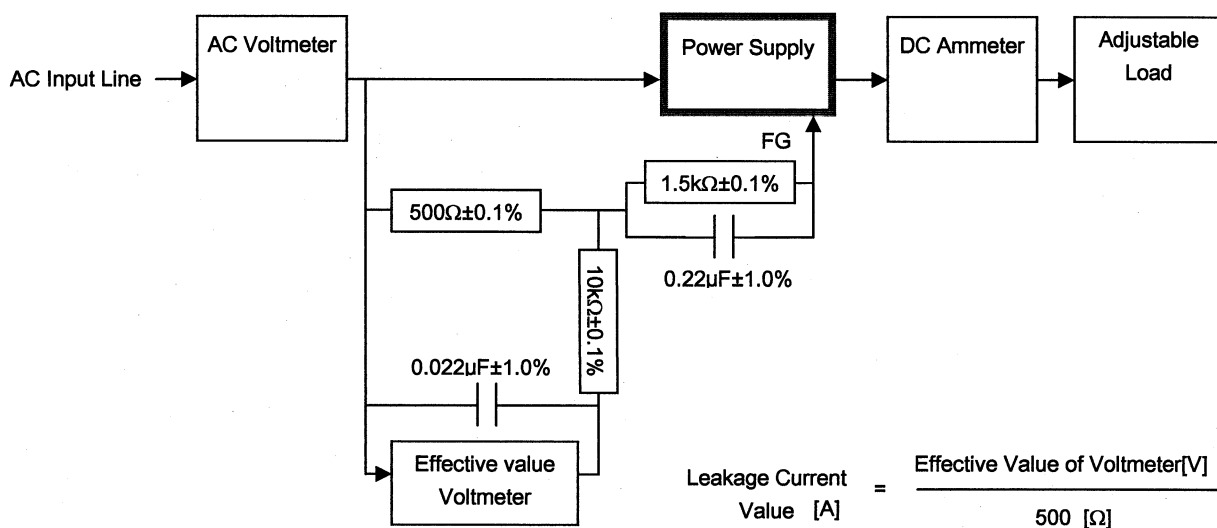 AC Voltmeter
Power Supply
DC Ammeter
Adjustable
Load
AC Input Line
FG
1.5kΩ±0.1%
500Ω±0.1%
0.22µF±1.0%
10kΩ±0.1%
0.022µF±1.0%
Effective value
Voltmeter
Leakage Current
Value [A]
=
Effective Value of Voltmeter[V]
500 [Ω]